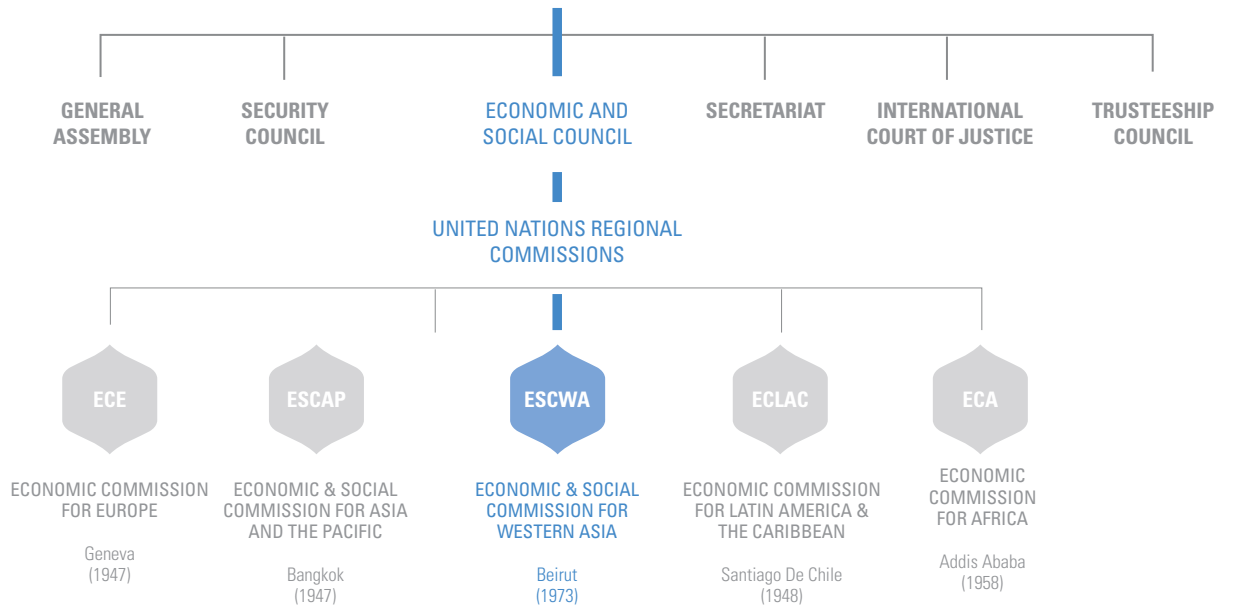 GENERAL
ASSEMBLY
SECURITY
COUNCIL
ECONOMIC AND
SOCIAL COUNCIL
SECRETARIAT
INTERNATIONAL
COURT OF JUSTICE
TRUSTEESHIP
COUNCIL
UNITED NATIONS REGIONAL
COMMISSIONS
ECE
ECONOMIC COMMISSION
FOR EUROPE
Geneva
(1947)
ESCAP
ECONOMIC & SOCIAL
COMMISSION FOR ASIA
AND THE PACIFIC
Bangkok
(1947)
ESCWA
ECONOMIC & SOCIAL
COMMISSION FOR
WESTERN ASIA
Beirut
(1973)
ECLAC
ECONOMIC COMMISSION
FOR LATIN AMERICA &
THE CARIBBEAN
Santiago De Chile
(1948)
ECA
ECONOMIC
COMMISSION
FOR AFRICA
Addis Ababa
(1958)